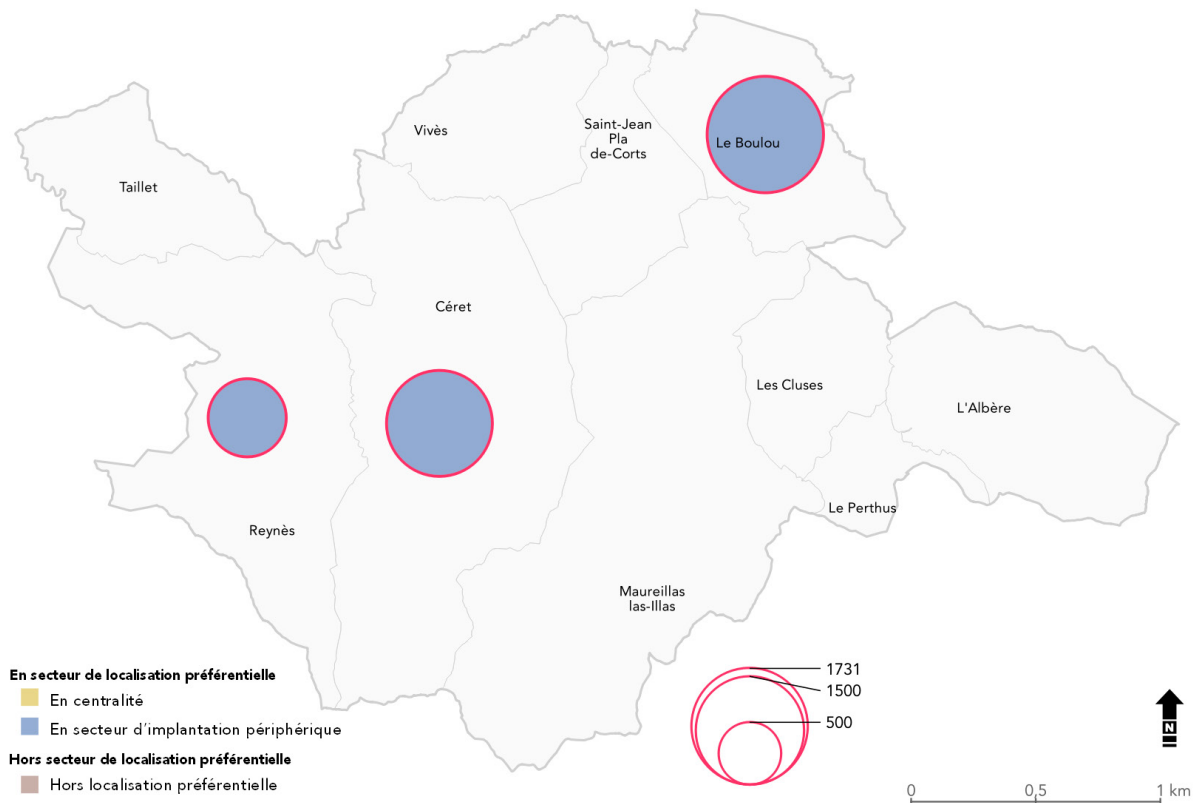 Vivès
Saint-Jean
Pla
de-Corts
Le Boulou
Taillet
Céret
Les Cluses
L'Albère
Le Perthus
Reynès
Maureillas
las-Illas
En secteur de localisation préférentielle
En centralité
En secteur d'implantation périphérique
Hors secteur de localisation préférentielle
Hors localisation préférentielle
1731
1500
500
N
0
0,5
1 km